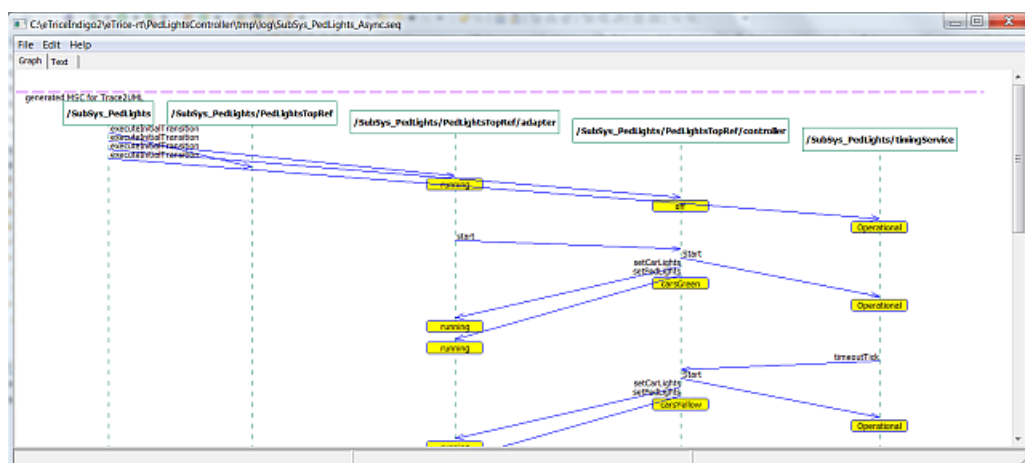 C:\eTriceIndigo2\eTrice-rt\PedLightsController\tmp\log\SubSys_PedLights_Async.seq
File Edit Help
Graph Text
generated MSC for Trace2UML
/SubSys_PedLights
/SubSys_PedLights/PedLightsTopRef
/SubSys_PedLights/PedLightsTopRef/adapter
/SubSys_PedLights/PedLightsTopRef/controller
/SubSys_PedLights/timingService
executeInitialTransition
executeInitialTransition
executeInitialTransition
executeInitialTransition
running
off
Operational
start
Start
setCarLights
setPedLights
carsGreen
Operational
running
running
timeoutTick
Start
setCarLights
setPedLights
carsYellow
Operational
running